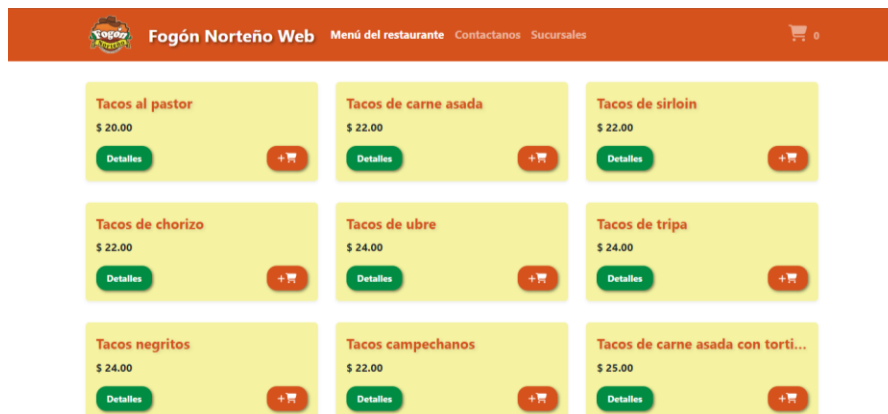 Fogón
Norteño
Fogón Norteño Web
Menú del restaurante
Contactanos
Sucursales
0
Tacos al pastor
$ 20.00
Detalles
+
Tacos de carne asada
$ 22.00
Detalles
+
Tacos de sirloin
$ 22.00
Detalles
+
Tacos de chorizo
$ 22.00
Detalles
+
Tacos de ubre
$ 24.00
Detalles
+
Tacos de tripa
$ 24.00
Detalles
+
Tacos negritos
$ 24.00
Detalles
+
Tacos campechanos
$ 22.00
Detalles
+
Tacos de carne asada con torti...
$ 25.00
Detalles
+